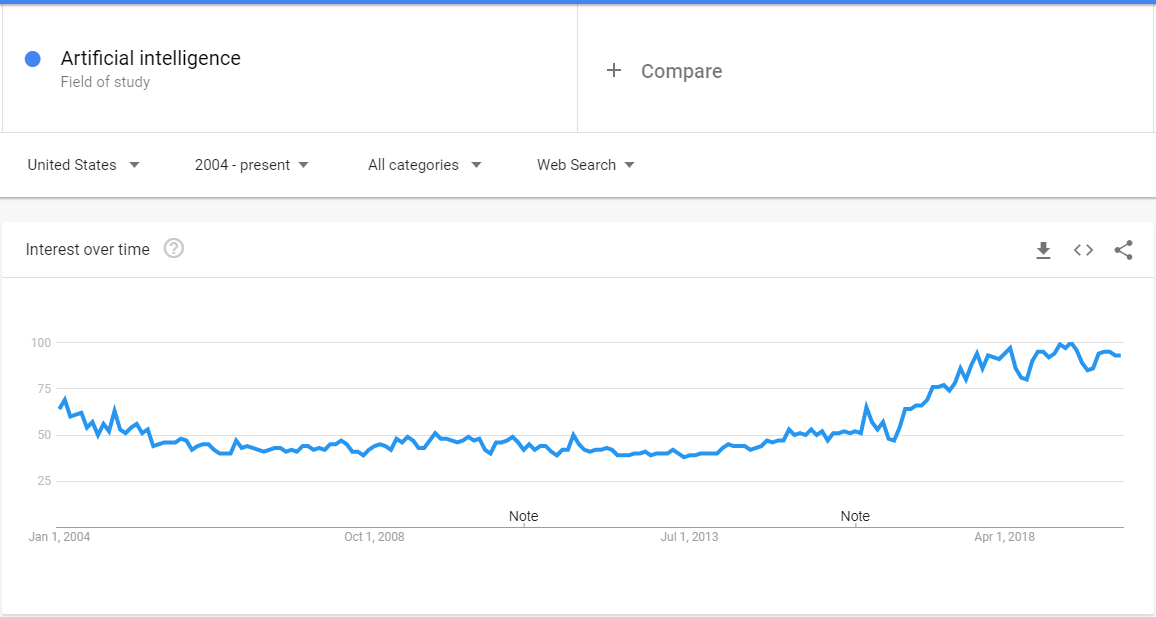 Artificial intelligence
Field of study
+ Compare
United States
2004 - present
All categories
Web Search
Interest over time ?
100
75
50
25
Note
Note
Jan 1, 2004
Oct 1, 2008
Jul 1, 2013
Apr 1, 2018